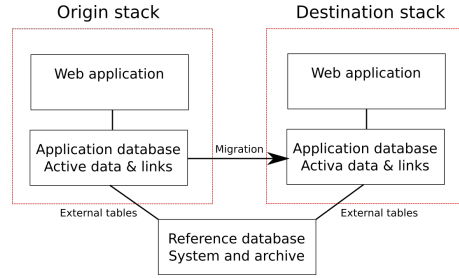 Origin stack
Destination stack
Web application
Web application
Application database
Active data & links
Migration
Application database
Activa data & links
External tables
External tables
Reference database
System and archive